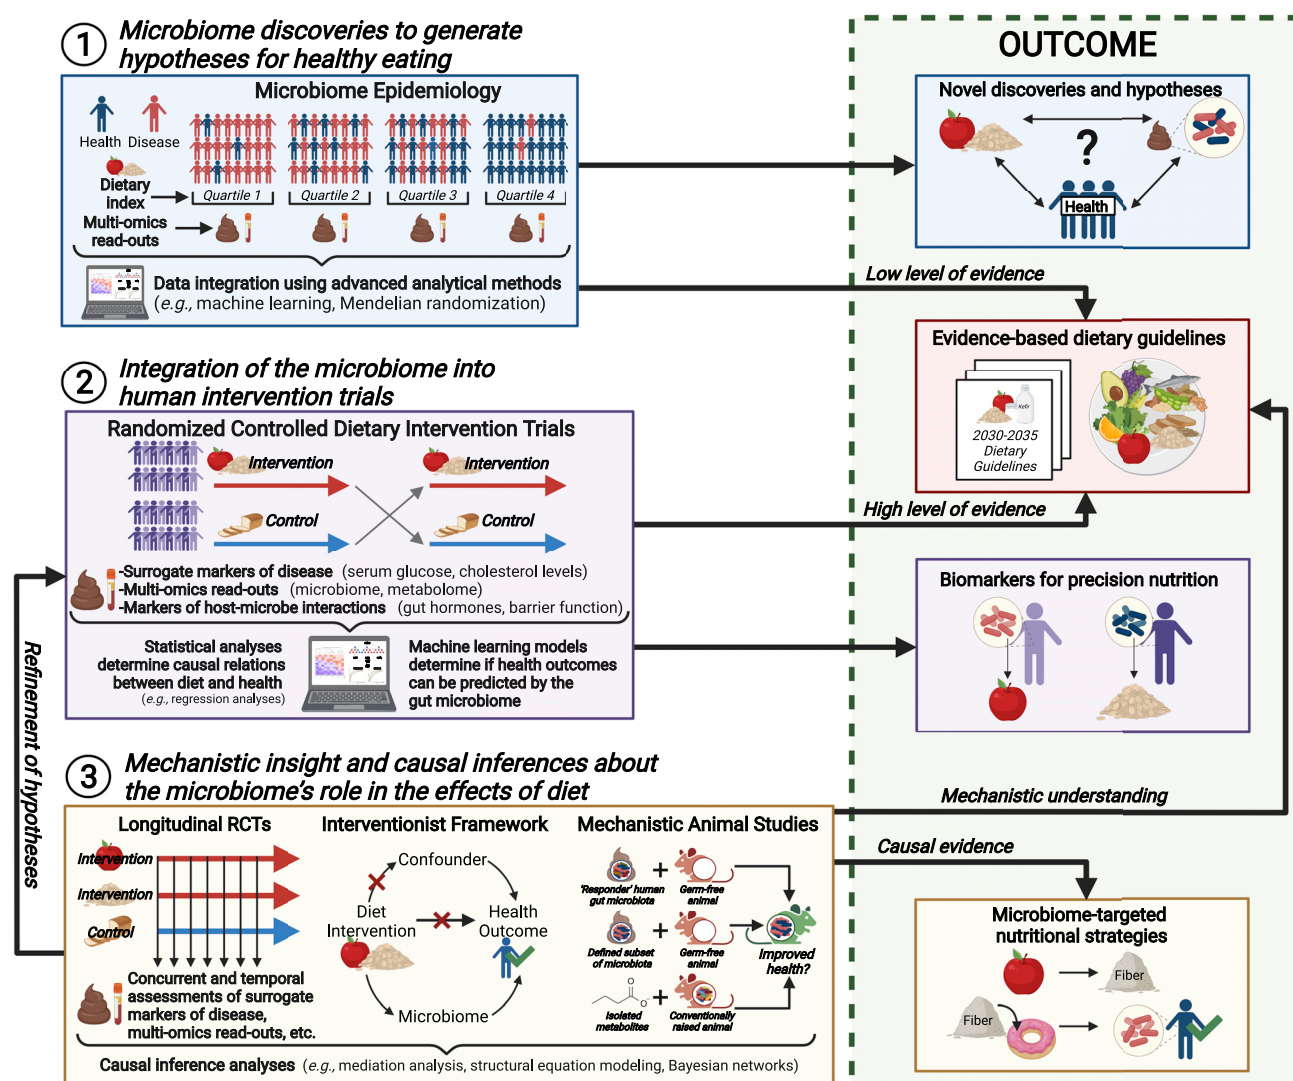 1
Microbiome discoveries to generate
hypotheses for healthy eating
Microbiome Epidemiology
Health Disease
Dietary
index
Quartile 1
Quartile 2
Quartile 3
Quartile 4
Multi-omics
read-outs
Data integration using advanced analytical methods
(e.g., machine learning, Mendelian randomization)
2
Integration of the microbiome into
human intervention trials
Randomized Controlled Dietary Intervention Trials
Intervention
Intervention
Control
Control
-Surrogate markers of disease (serum glucose, cholesterol levels)
-Multi-omics read-outs (microbiome, metabolome)
-Markers of host-microbe interactions (gut hormones, barrier function)
Statistical analyses
determine causal relations
between diet and health
(e.g., regression analyses)
Machine learning models
determine if health outcomes
can be predicted by the
gut microbiome
Refinement of hypotheses
3
Mechanistic insight and causal inferences about
the microbiome's role in the effects of diet
Longitudinal RCTs
Intervention
Intervention
Control
Concurrent and temporal
assessments of surrogate
markers of disease,
multi-omics read-outs, etc.
Interventionist Framework
Confounder
Diet
Intervention
Health
Outcome
Microbiome
Mechanistic Animal Studies
'Responder' human
gut microbiota
+
Germ-free
animal
Defined subset
of microbiota
+
Germ-free
animal
Improved
health?
O-
O
Isolated
metabolites
+
Conventionally
raised animal
Causal inference analyses (e.g., mediation analysis, structural equation modeling, Bayesian networks)
OUTCOME
Novel discoveries and hypotheses
?
Health
Low level of evidence
Evidence-based dietary guidelines
Kefir
2030-2035
Dietary
Guidelines
High level of evidence
Biomarkers for precision nutrition
Mechanistic understanding
Causal evidence
Microbiome-targeted
nutritional strategies
Fiber
Fiber